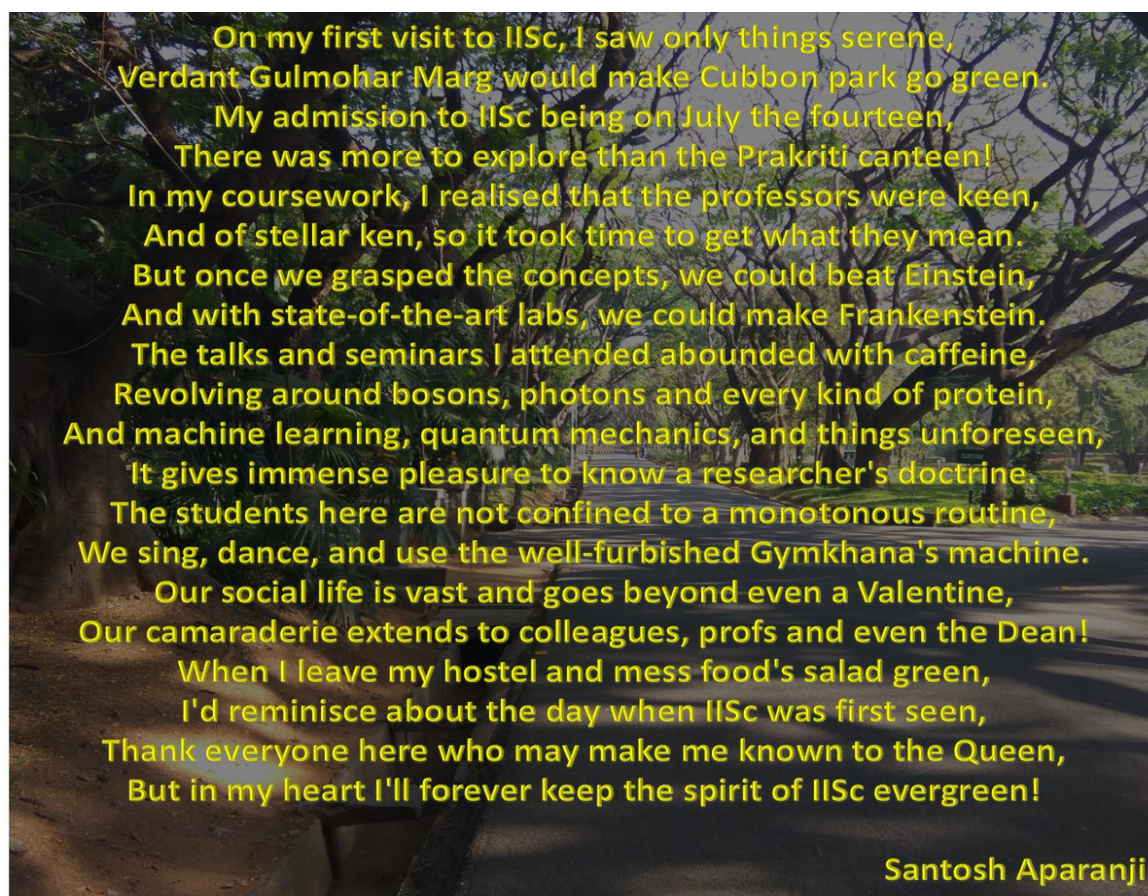 On my first visit to IISc, I saw only things serene,
Verdant Gulmohar Marg would make Cubbon park go green.
My admission to IISc being on July the fourteen,
There was more to explore than the Prakriti canteen!
In my coursework, I realised that the professors were keen,
And of stellar ken, so it took time to get what they mean.
But once we grasped the concepts, we could beat Einstein,
And with state-of-the-art labs, we could make Frankenstein.
The talks and seminars I attended abounded with caffeine,
Revolving around bosons, photons and every kind of protein,
And machine learning, quantum mechanics, and things unforeseen,
It gives immense pleasure to know a researcher's doctrine.
The students here are not confined to a monotonous routine,
We sing, dance, and use the well-furbished Gymkhana's machine.
Our social life is vast and goes beyond even a Valentine,
Our camaraderie extends to colleagues, profs and even the Dean!
When I leave my hostel and mess food's salad green,
I'd reminisce about the day when IISc was first seen,
Thank everyone here who may make me known to the Queen,
But in my heart I'll forever keep the spirit of IISc evergreen!
Santosh Aparanji